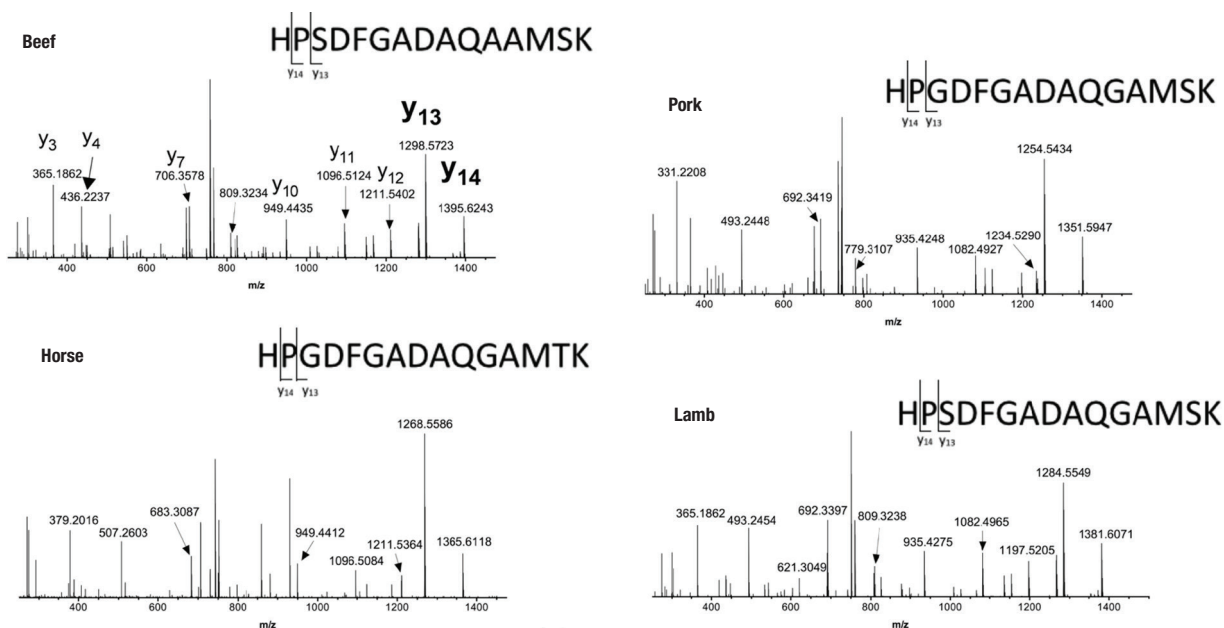 Beef
HPSDFGADAQAAMSK
y14 y13
y3
y4
y7
y10
y11
y12
y13
y14
365.1862
436.2237
706.3578
809.3234
949.4435
1096.5124
1211.5402
1298.5723
1395.6243
400 600 800 1000 1200 1400
m/z
Pork
HPGDFGADAQGAMSK
y14 y13
331.2208
493.2448
692.3419
779.3107
935.4248
1082.4927
1234.5290
1254.5434
1351.5947
400 600 800 1000 1200 1400
m/z
Horse
HPGDFGADAQGAMTK
y14 y13
379.2016
507.2603
683.3087
949.4412
1096.5084
1211.5364
1268.5586
1365.6118
400 600 800 1000 1200 1400
m/z
Lamb
HPSDFGADAQGAMSK
y14 y13
365.1862
493.2454
621.3049
692.3397
809.3238
935.4275
1082.4965
1197.5205
1284.5549
1381.6071
400 600 800 1000 1200 1400
m/z